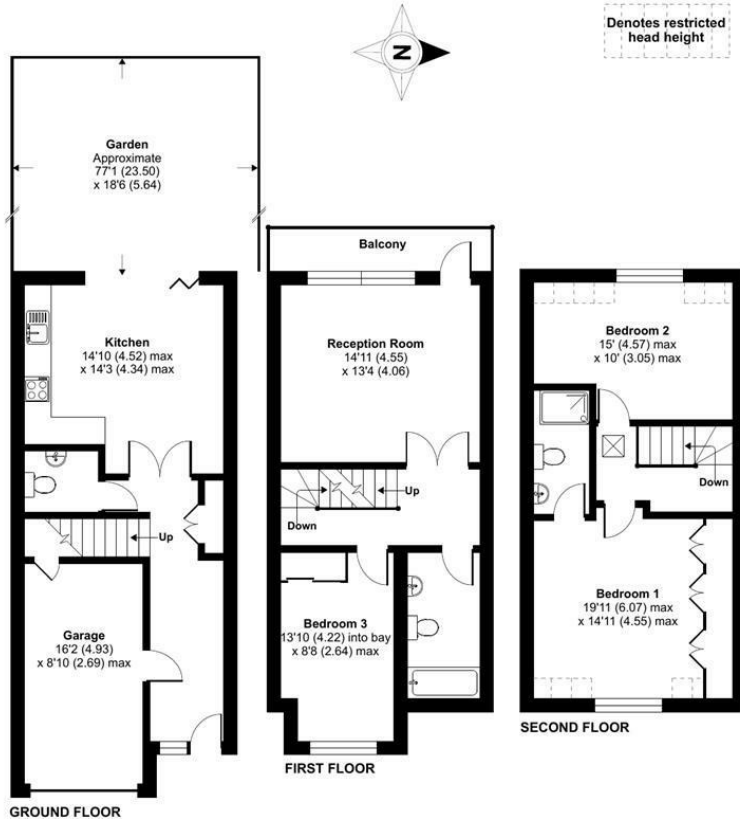 Denotes restricted
head height
N
Garden
Approximate
77'1 (23.50)
x 18'6 (5.64)
Kitchen
14'10 (4.52) max
x 14'3 (4.34) max
Up
Garage
16'2 (4.93)
x 8'10 (2.69) max
GROUND FLOOR
Balcony
Reception Room
14'11 (4.55)
x 13'4 (4.06)
Up
Down
Bedroom 3
13'10 (4.22) into bay
x 8'8 (2.64) max
FIRST FLOOR
Bedroom 2
15' (4.57) max
x 10' (3.05) max
Down
Bedroom 1
19'11 (6.07) max
x 14'11 (4.55) max
SECOND FLOOR